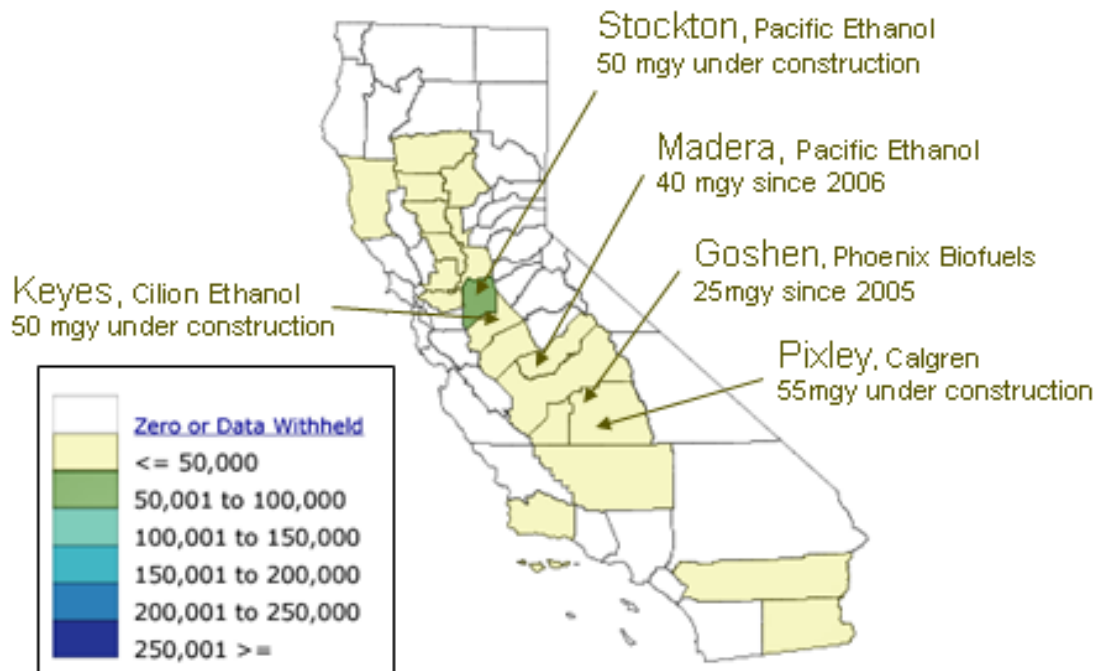 Stockton, Pacific Ethanol
50 mgy under construction
Madera, Pacific Ethanol
40 mgy since 2006
Goshen, Phoenix Biofuels
25mgy since 2005
Keyes, Cilion Ethanol
50 mgy under construction
Pixley, Calgren
55mgy under construction
Zero or Data Withheld
<= 50,000
50,001 to 100,000
100,001 to 150,000
150,001 to 200,000
200,001 to 250,000
250,001 >=